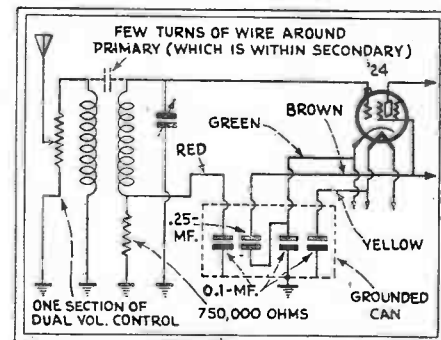 FEW TURNS OF WIRE AROUND
PRIMARY (WHICH IS WITHIN SECONDARY)
'24
BROWN
GREEN
RED
.25-
MF.
YELLOW
0.1-MF.
GROUNDED
CAN
ONE SECTION OF
DUAL VOL. CONTROL
750,000 OHMS